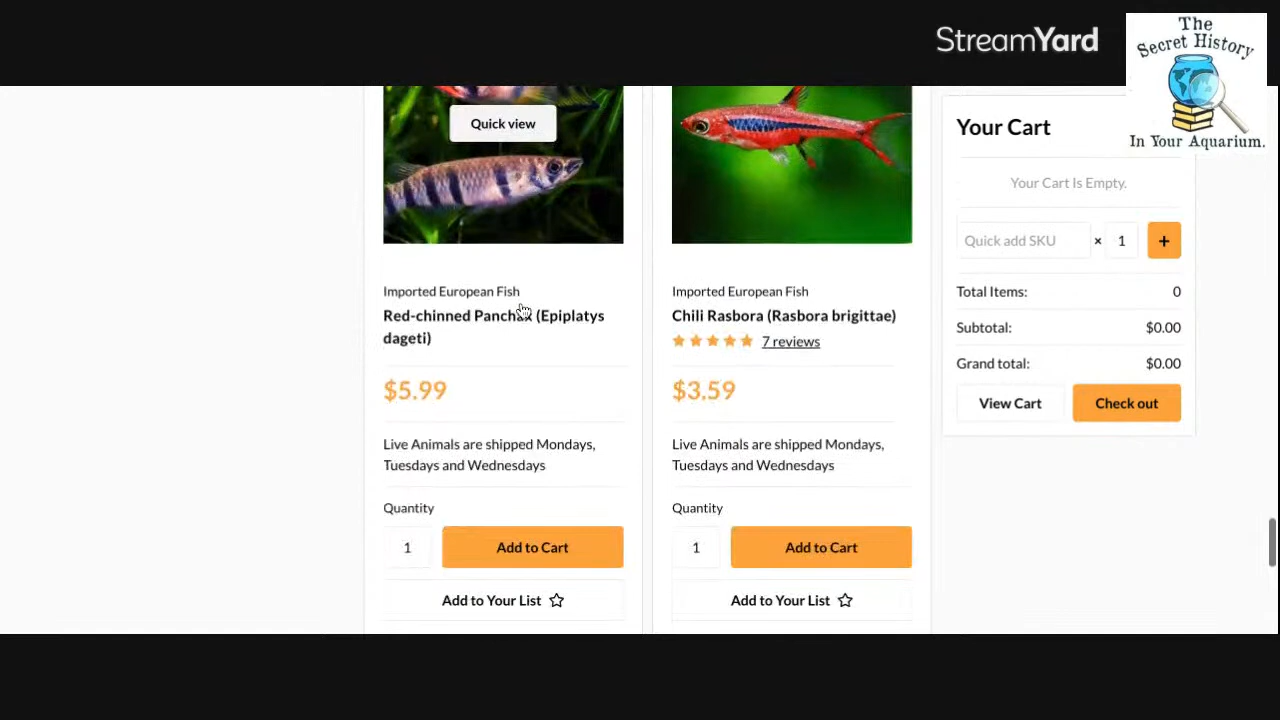 StreamYard
The
Secret History
In Your Aquarium.
Quick view
Imported European Fish
Red-chinned Panchax (Epiplatys
dageti)
$5.99
Live Animals are shipped Mondays,
Tuesdays and Wednesdays
Quantity
1
Add to Cart
Add to Your List
Imported European Fish
Chili Rasbora (Rasbora brigittae)
7 reviews
$3.59
Live Animals are shipped Mondays,
Tuesdays and Wednesdays
Quantity
1
Add to Cart
Add to Your List
Your Cart
Your Cart Is Empty.
Quick add SKU × 1 +
Total Items: 0
Subtotal: $0.00
Grand total: $0.00
View Cart
Check out